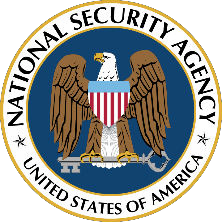 NATIONAL SECURITY AGENCY
UNITED STATES OF AMERICA